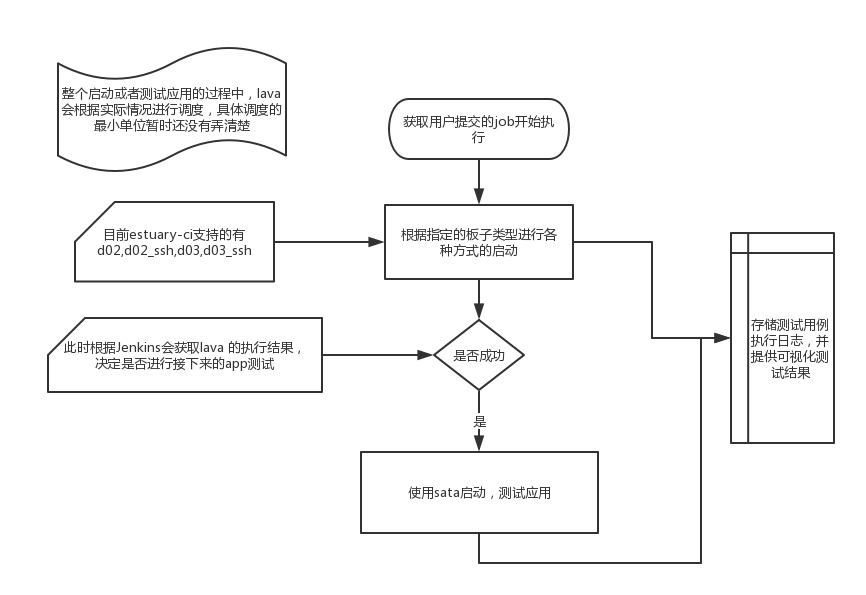 整个启动或者测试应用的过程中，lava
会根据实际情况进行调度，具体调度的
最小单位暂时还没有弄清楚
获取用户提交的job开始执
行
目前estuary-ci支持的有
d02,d02_ssh,d03,d03_ssh
根据指定的板子类型进行各
种方式的启动
此时根据Jenkins会获取lava 的执行结果，
决定是否进行接下来的app测试
是否成功
存储测试用例
执行日志，并
提供可视化测
试结果
是
使用sata启动，测试应用